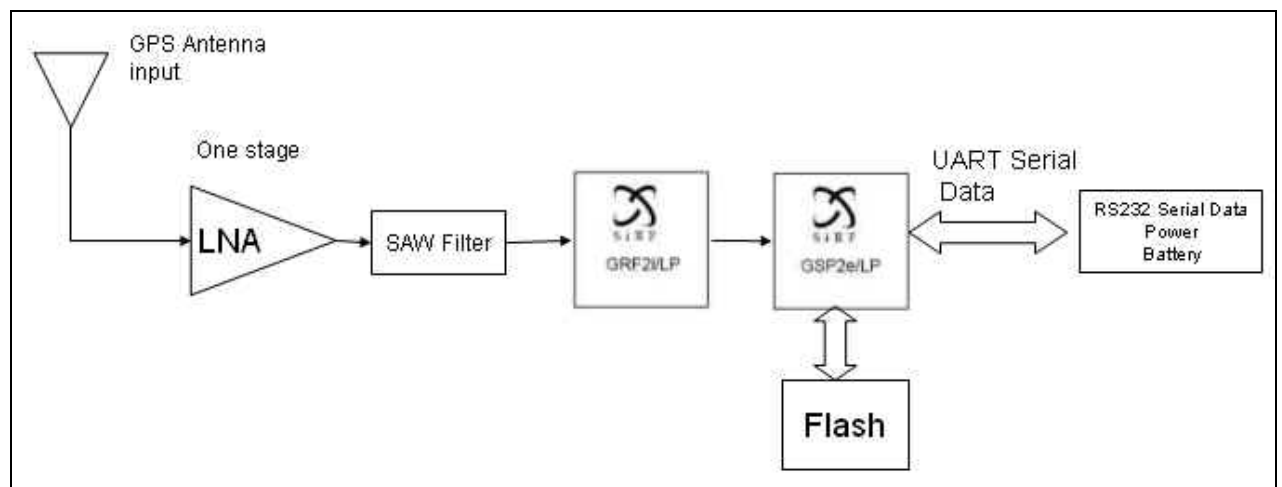 GPS Antenna
input
One stage
LNA
SAW Filter
SiRF
GRF2i/LP
SiRF
GSP2e/LP
UART Serial
Data
RS232 Serial Data
Power
Battery
Flash